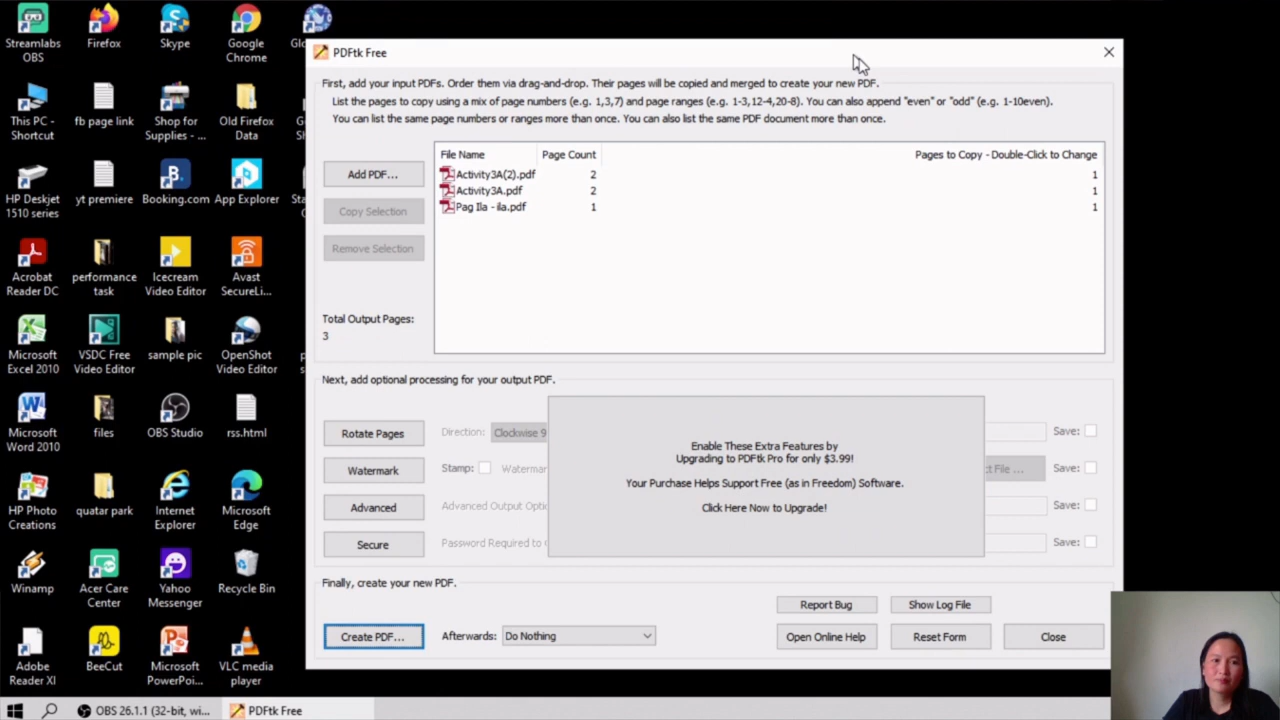 Streamlabs
OBS
Firefox
Skype
Google
Chrome
This PC -
Shortcut
fb page link
Shop for
Supplies - ...
Old Firefox
Data
HP Deskjet
1510 series
yt premiere
Booking.com
App Explorer
Acrobat
Reader DC
performance
task
Icecream
Video Editor
Avast
SecureLi...
Microsoft
Excel 2010
VSDC Free
Video Editor
sample pic
OpenShot
Video Editor
Microsoft
Word 2010
files
OBS Studio
rss.html
HP Photo
Creations
quatar park
Internet
Explorer
Microsoft
Edge
Winamp
Acer Care
Center
Yahoo
Messenger
Recycle Bin
Adobe
Reader XI
BeeCut
Microsoft
PowerPoi...
VLC media
player
PDFtk Free
First, add your input PDFs. Order them via drag-and-drop. Their pages will be copied and merged to create your new PDF.
List the pages to copy using a mix of page numbers (e.g. 1,3,7) and page ranges (e.g. 1-3,12-4,20-8). You can also append "even" or "odd" (e.g. 1-10even).
You can list the same page numbers or ranges more than once. You can also list the same PDF document more than once.
Add PDF...
Copy Selection
Remove Selection
Total Output Pages:
3
File Name Page Count Pages to Copy - Double-Click to Change
Activity3A(2).pdf 2 1
Activity3A.pdf 2 1
Pag Ila - ila.pdf 1 1
Next, add optional processing for your output PDF.
Rotate Pages Direction: Clockwise 9 Save:
Watermark Stamp: Watermar t File ... Save:
Advanced Advanced Output Opti Save:
Secure Password Required to Save:
Enable These Extra Features by
Upgrading to PDFtk Pro for only $3.99!
Your Purchase Helps Support Free (as in Freedom) Software.
Click Here Now to Upgrade!
Finally, create your new PDF.
Report Bug Show Log File
Create PDF... Afterwards: Do Nothing Open Online Help Reset Form Close
OBS 26.1.1 (32-bit, wi... PDFtk Free